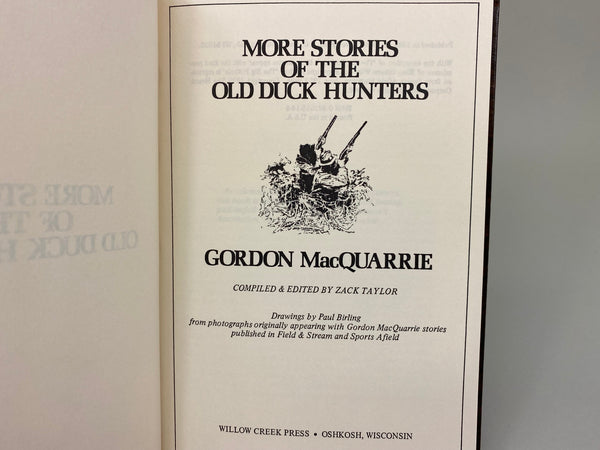 MORE STORIES
OF THE
OLD DUCK HUNTERS
GORDON MacQUARRIE
COMPILED & EDITED BY ZACK TAYLOR
Drawings by Paul Birling
from photographs originally appearing with Gordon MacQuarrie stories
published in Field & Stream and Sports Afield
WILLOW CREEK PRESS • OSHKOSH, WISCONSIN